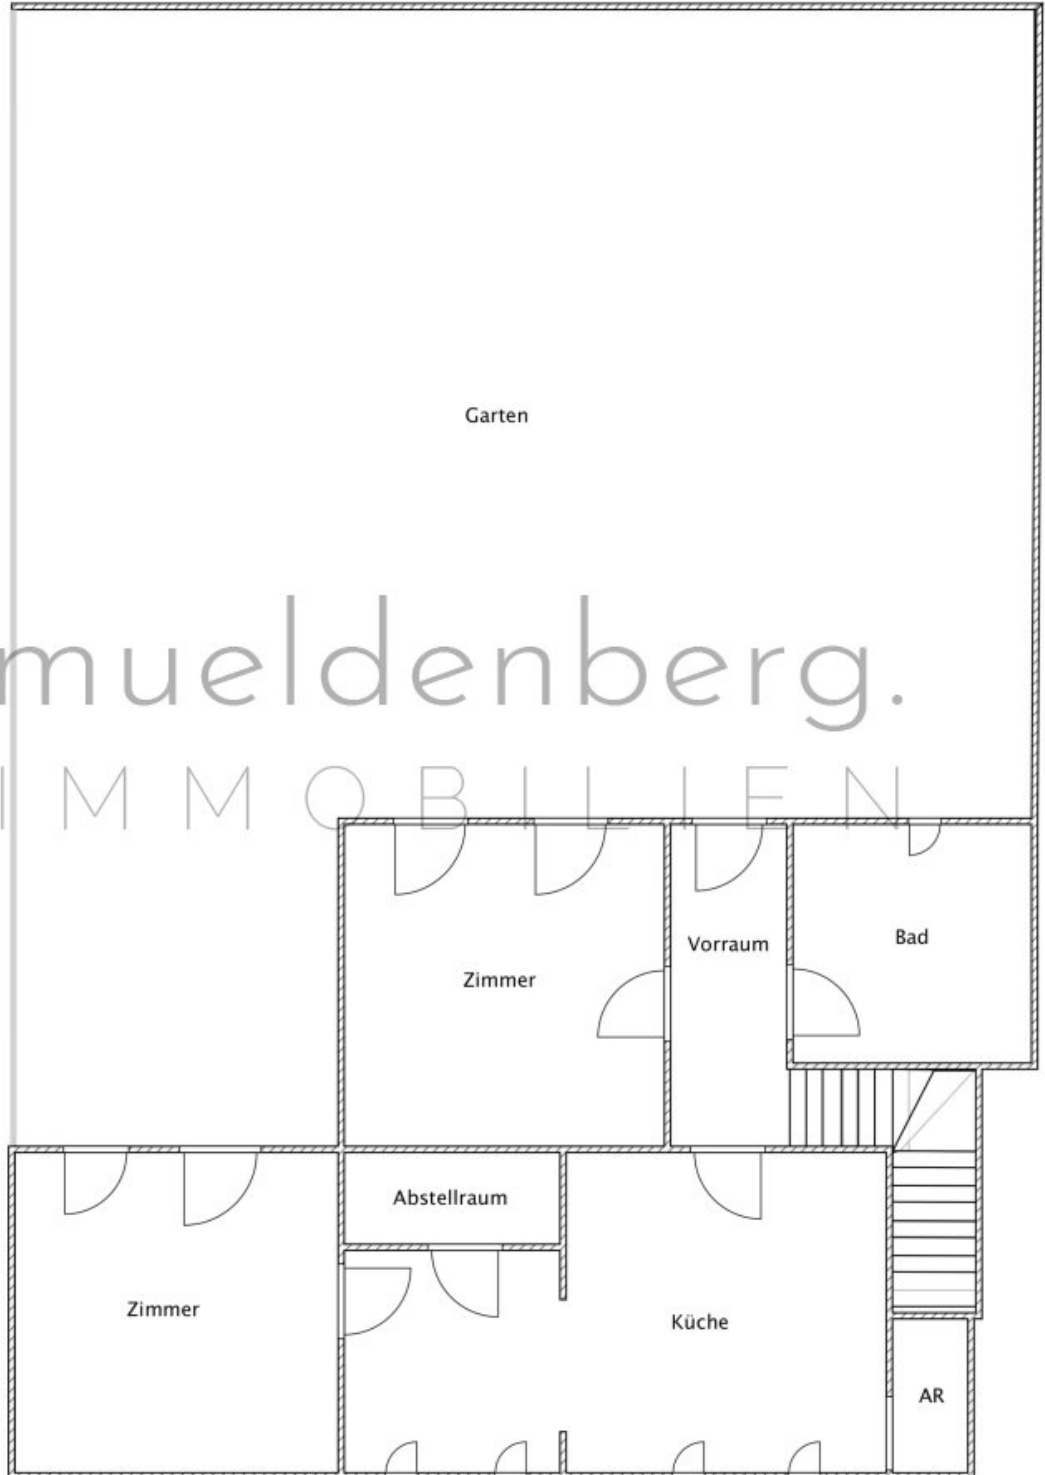 Garten
mueldenberg.
IMMOBILIEN
Vorraum
Bad
Zimmer
Abstellraum
Zimmer
Küche
AR